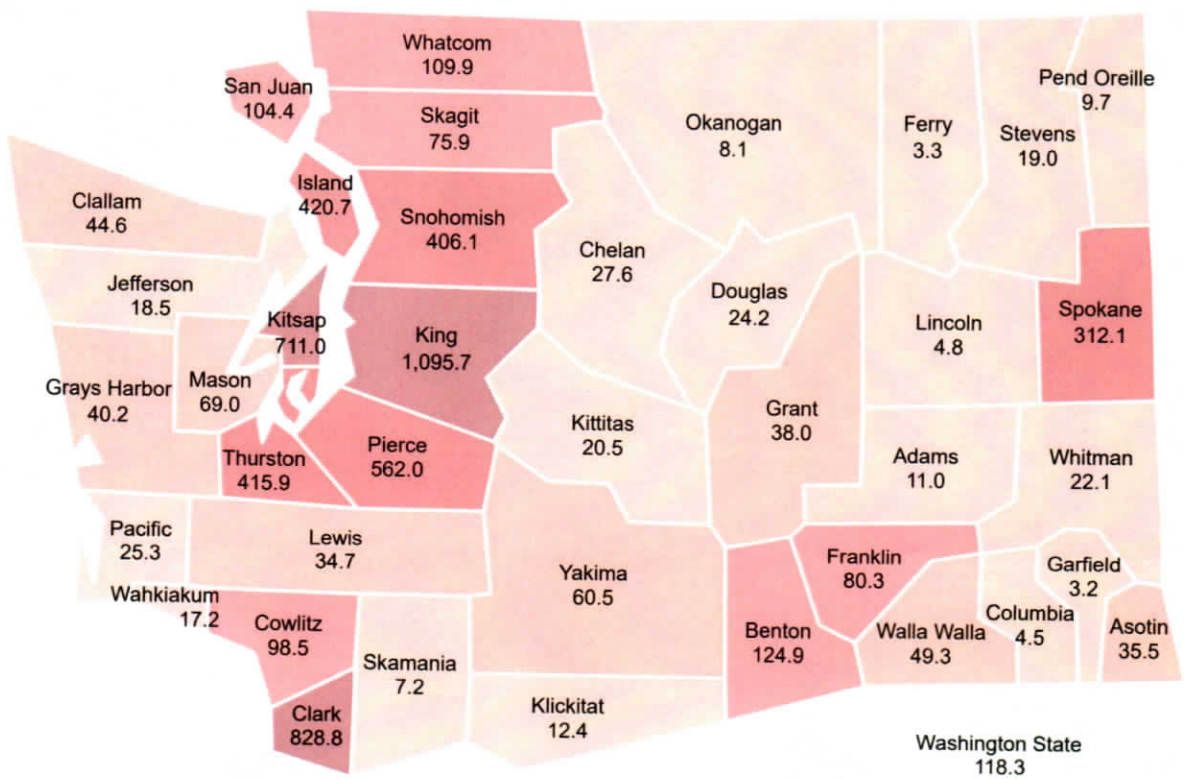 Whatcom
109.9
San Juan
104.4
Skagit
75.9
Okanogan
8.1
Ferry
3.3
Stevens
19.0
Pend Oreille
9.7
Clallam
44.6
Island
420.7
Snohomish
406.1
Chelan
27.6
Jefferson
18.5
Kitsap
711.0
King
1,095.7
Douglas
24.2
Lincoln
4.8
Spokane
312.1
Grays Harbor
40.2
Mason
69.0
Kittitas
20.5
Grant
38.0
Thurston
415.9
Pierce
562.0
Adams
11.0
Whitman
22.1
Pacific
25.3
Lewis
34.7
Yakima
60.5
Franklin
80.3
Garfield
3.2
Wahkiakum
17.2
Cowlitz
98.5
Skamania
7.2
Benton
124.9
Walla Walla
49.3
Columbia
4.5
Asotin
35.5
Clark
828.8
Klickitat
12.4
Washington State
118.3